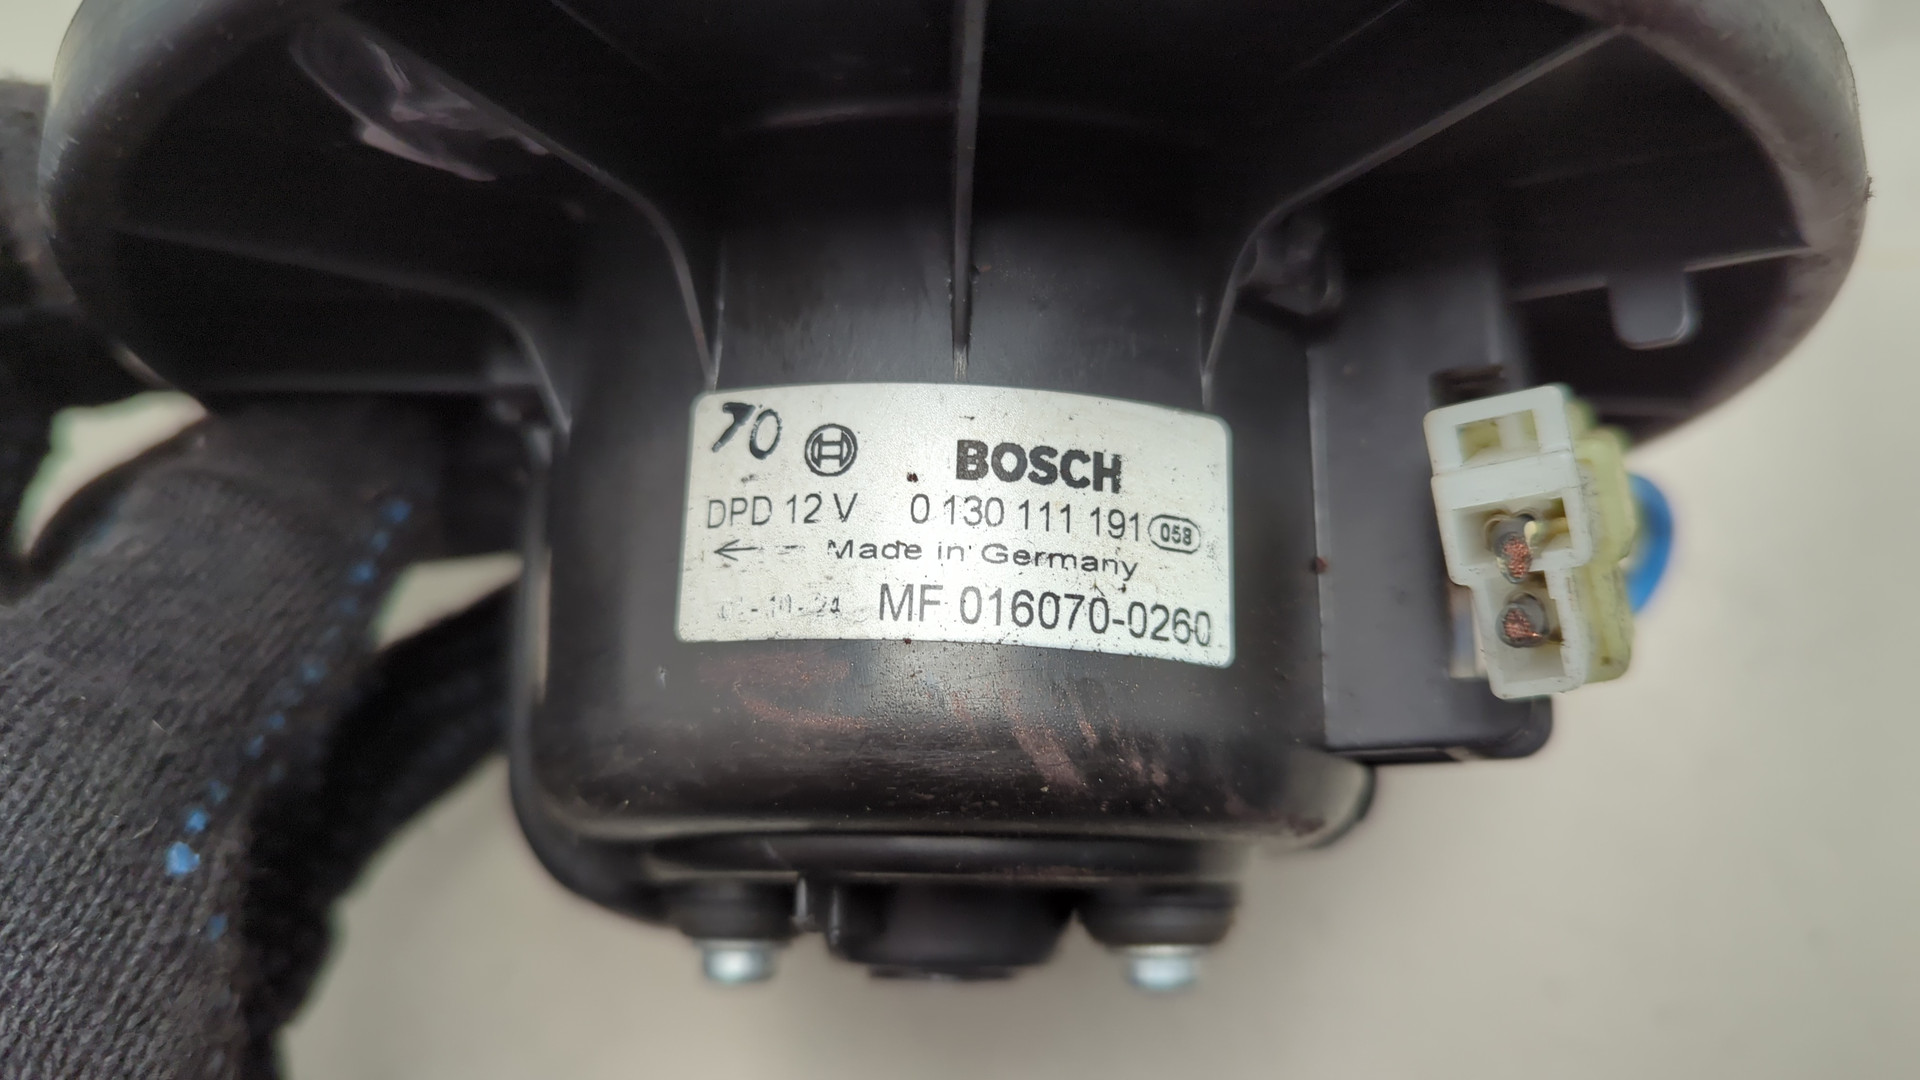 70 BOSCH
DPD 12 V 0 130 111 191 058
← Made in Germany
MF 016070-0260